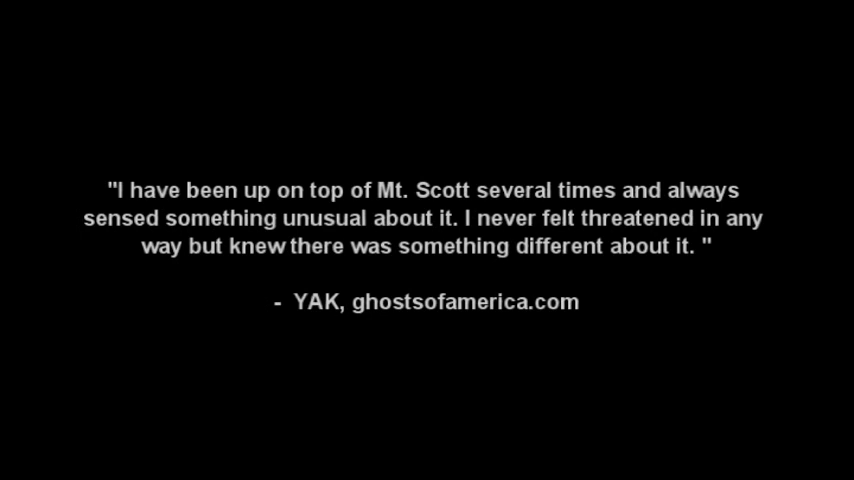 "I have been up on top of Mt. Scott several times and always
sensed something unusual about it. I never felt threatened in any
way but knew there was something different about it. "
- YAK, ghostsofamerica.com